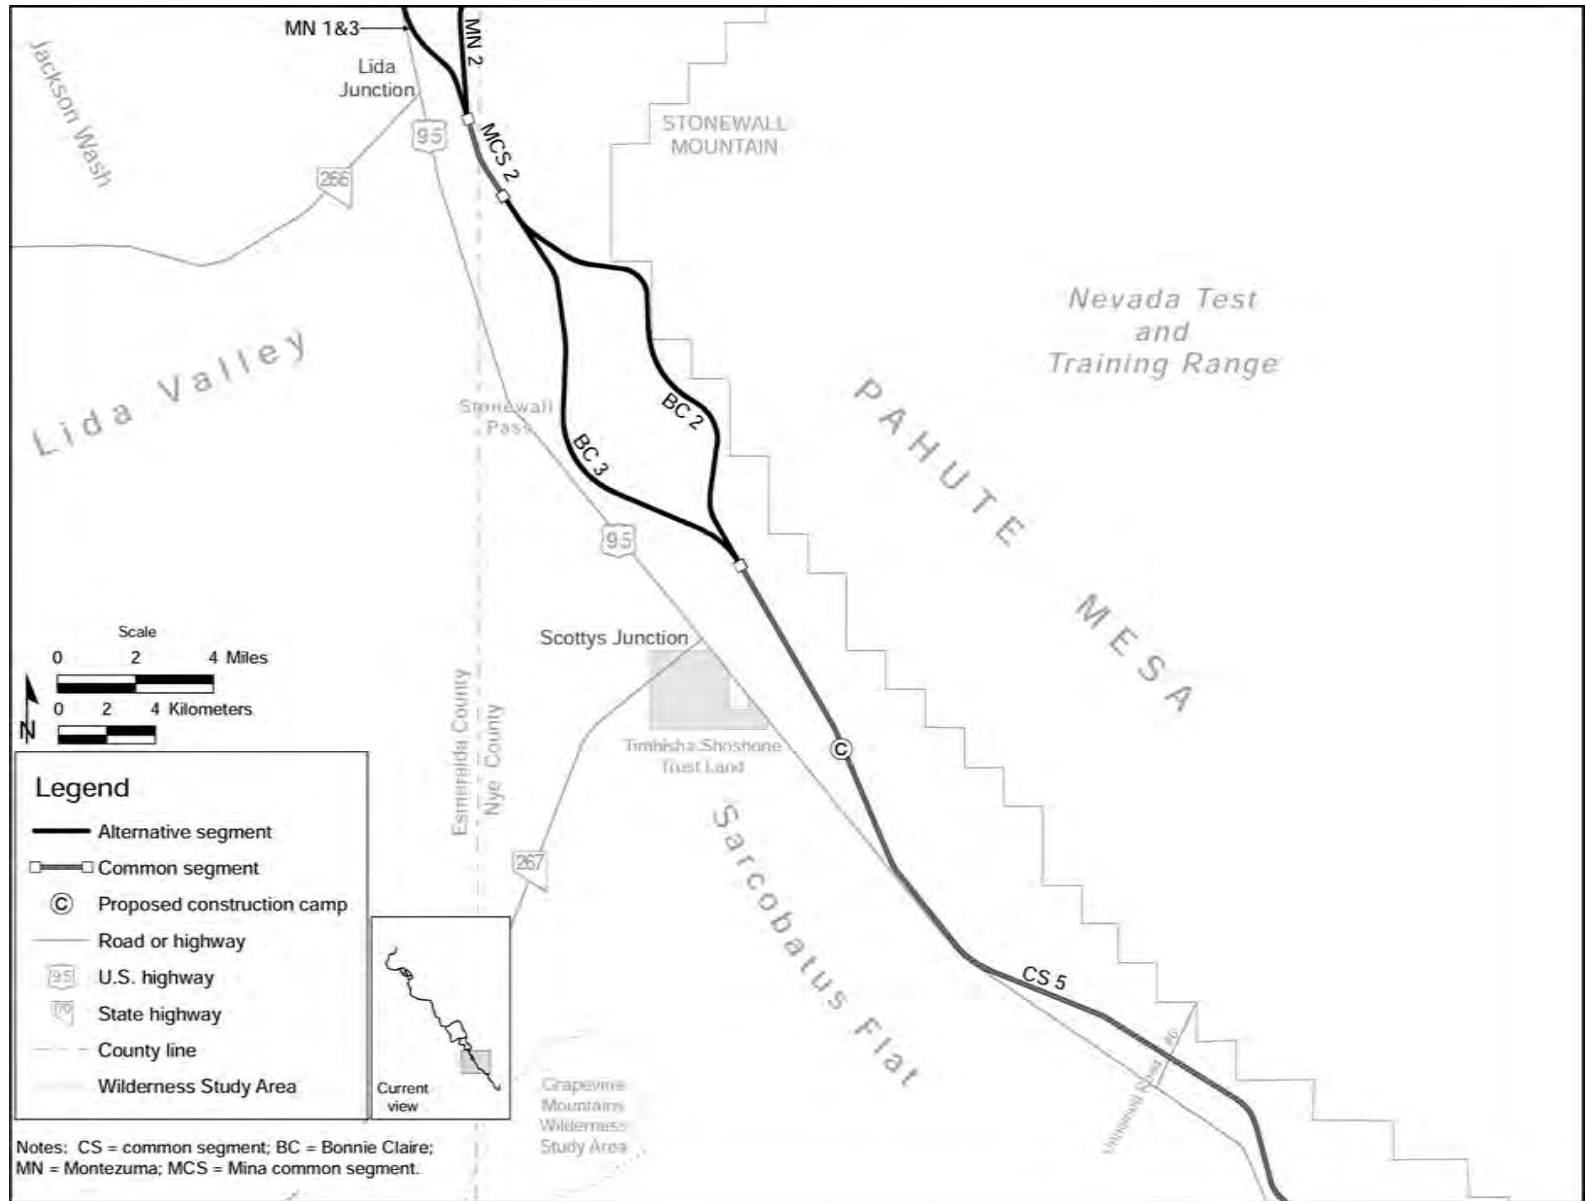 MN 1&3
MN 2
Jackson Wash
Lida
Junction
95
MCS 2
STONEWALL
MOUNTAIN
266
Nevada Test
and
Training Range
Lida Valley
Stonewall
Pass
BC 2
BC 3
PAHUTE MESA
95
Scottys Junction
Scale
0 2 4 Miles
0 2 4 Kilometers
N
Esmeralda County
Nye County
Timbisha Shoshone
Trust Land
C
267
Sarcobatus Flat
CS 5
Legend
Alternative segment
Common segment
C Proposed construction camp
Road or highway
95 U.S. highway
State highway
County line
Wilderness Study Area
Current
view
Grapevine
Mountains
Wilderness
Study Area
Notes: CS = common segment; BC = Bonnie Claire;
MN = Montezuma; MCS = Mina common segment.